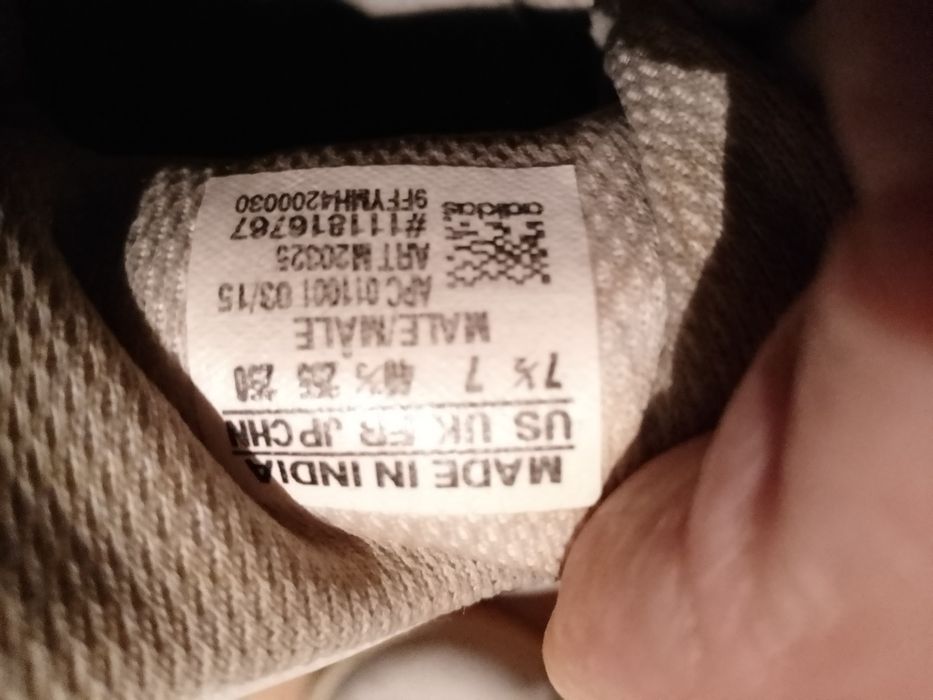 MADE IN INDIA
US UK FR JP CHN
7½ 7 40⅔ 255 250
MALE/MÂLE
APC 011001 03/15
ART M20325
#111816767
9FFYMH4200030
adidas